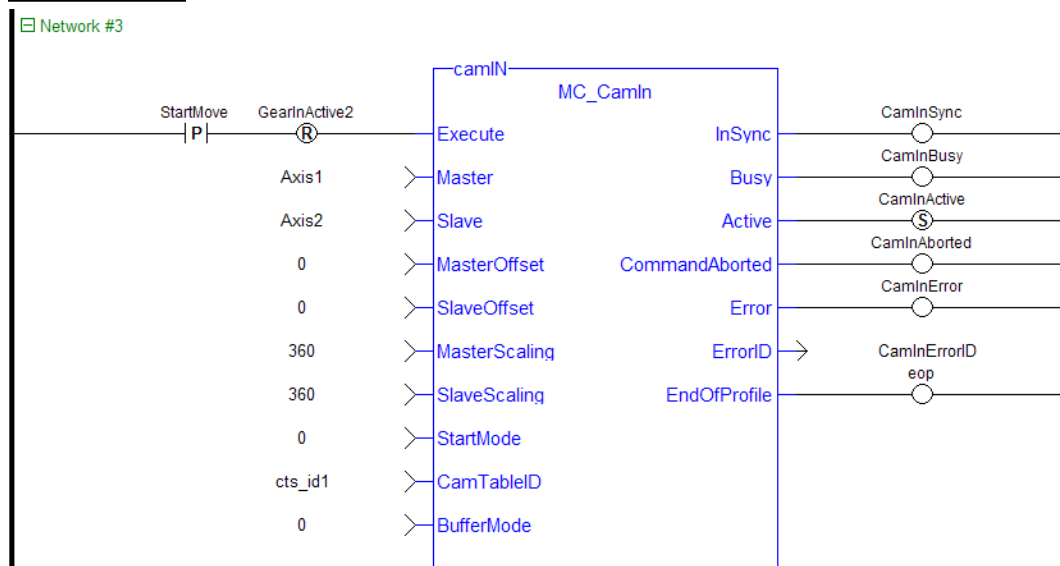 Network #3
camIN
MC_CamIn
StartMove GearInActive2 CamInSync
P R Execute InSync
CamInBusy
Axis1 Master Busy
CamInActive
Axis2 Slave Active S
CamInAborted
0 MasterOffset CommandAborted
CamInError
0 SlaveOffset Error
360 MasterScaling ErrorID CamInErrorID
eop
360 SlaveScaling EndOfProfile
0 StartMode
cts_id1 CamTableID
0 BufferMode